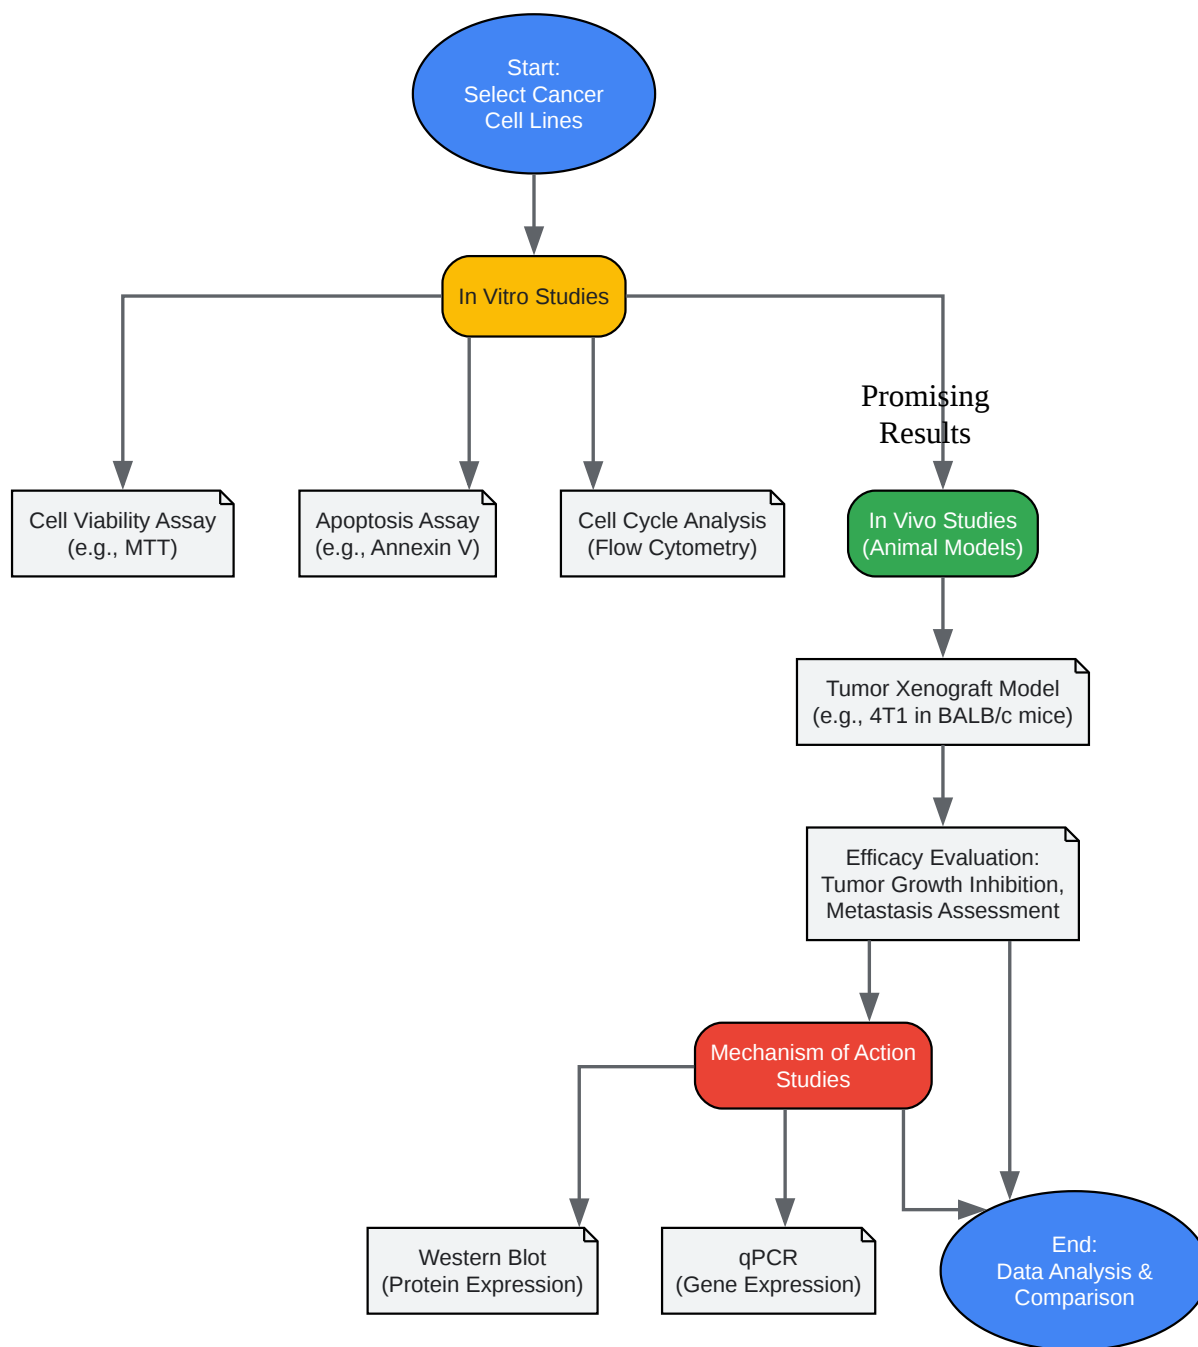 Start:
Select Cancer
Cell Lines
In Vitro Studies
Promising
Results
Cell Viability Assay
(e.g., MTT)
Apoptosis Assay
(e.g., Annexin V)
Cell Cycle Analysis
(Flow Cytometry)
In Vivo Studies
(Animal Models)
Tumor Xenograft Model
(e.g., 4T1 in BALB/c mice)
Efficacy Evaluation:
Tumor Growth Inhibition,
Metastasis Assessment
Mechanism of Action
Studies
Western Blot
(Protein Expression)
qPCR
(Gene Expression)
End:
Data Analysis &
Comparison